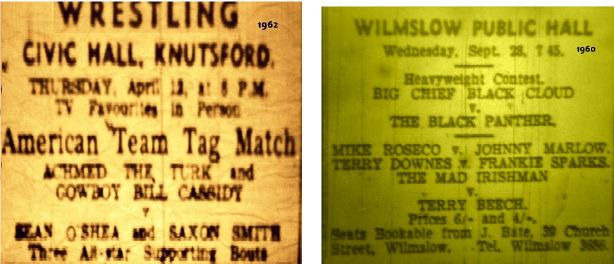 WRESTLING
1962
CIVIC HALL, KNUTSFORD.
THURSDAY, April 12, at 8 P.M.
TV Favourites in Person
American Team Tag Match
ACHMED THE TURK and
COWBOY BILL CASSIDY
v
SEAN O'SHEA and SAXON SMITH
Three All-star Supporting Bouts
WILMSLOW PUBLIC HALL
Wednesday, Sept. 28, 7 45.
1960
Heavyweight Contest.
BIG CHIEF BLACK CLOUD
v.
THE BLACK PANTHER.
MIKE ROSECO v. JOHNNY MARLOW.
TERRY DOWNES v. FRANKIE SPARKS.
THE MAD IRISHMAN
v.
TERRY BEECH.
Prices 6/- and 4/-.
Seats Bookable from J. Bate, 39 Church
Street, Wilmslow. Tel. Wilmslow 3686.